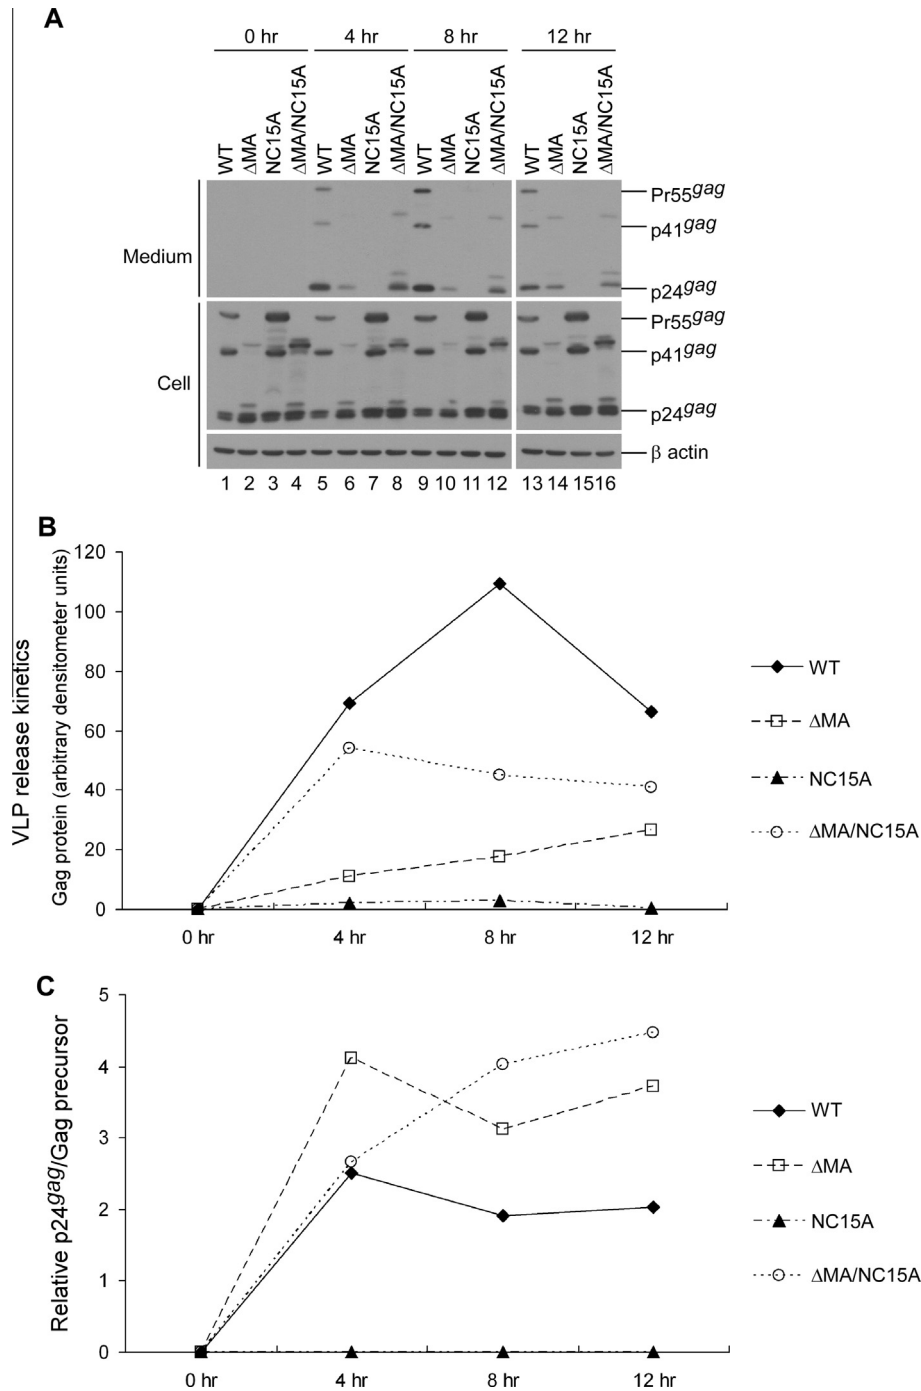 A
0 hr 4 hr 8 hr 12 hr
WT ΔMA NC15A ΔMA/NC15A WT ΔMA NC15A ΔMA/NC15A WT ΔMA NC15A ΔMA/NC15A WT ΔMA NC15A ΔMA/NC15A
Medium
Pr55gag
p41gag
p24gag
Cell
Pr55gag
p41gag
p24gag
β actin
1 2 3 4 5 6 7 8 9 10 11 12 13 14 15 16
B
VLP release kinetics
Gag protein (arbitrary densitometer units)
120
100
80
60
40
20
0
0 hr 4 hr 8 hr 12 hr
WT
ΔMA
NC15A
ΔMA/NC15A
C
Relative p24gag/Gag precursor
5
4
3
2
1
0
0 hr 4 hr 8 hr 12 hr
WT
ΔMA
NC15A
ΔMA/NC15A